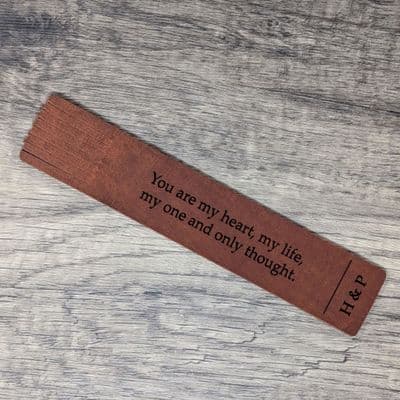 You are my heart, my life,
my one and only thought.
H & P